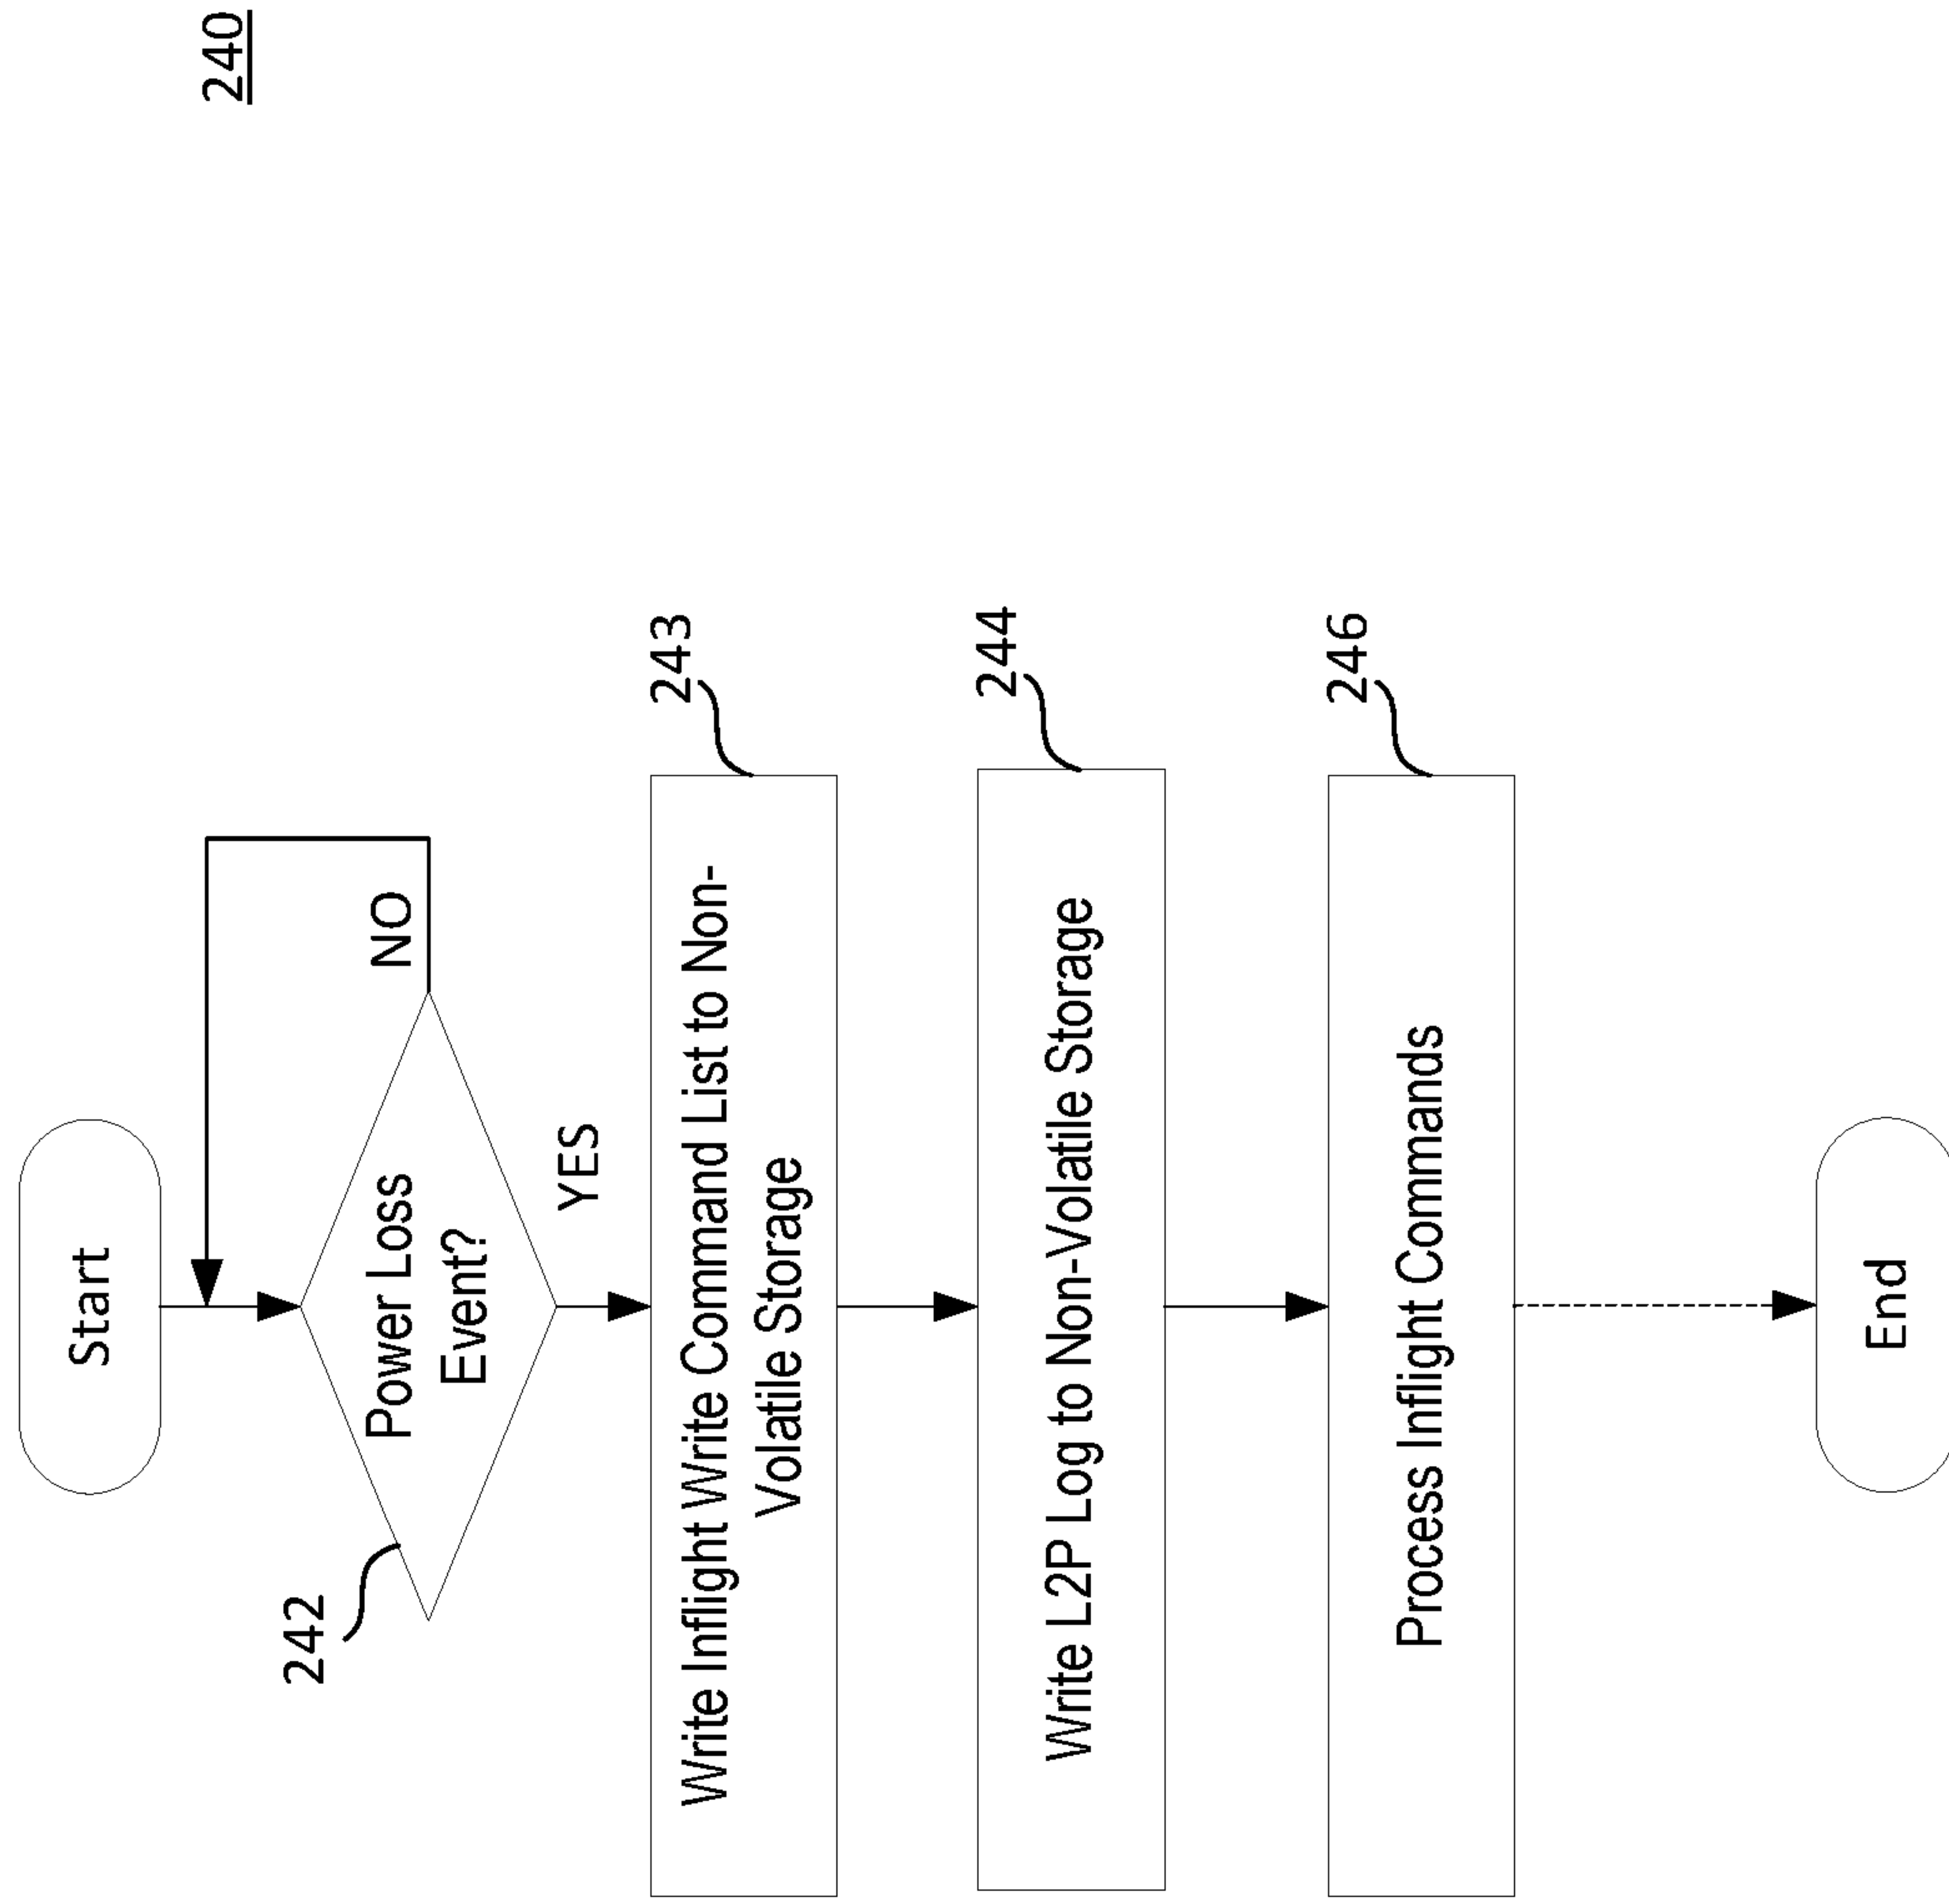 240
Start
242
Power Loss
Event?
NO
YES
243
Write Inflight Write Command List to Non-
Volatile Storage
244
Write L2P Log to Non-Volatile Storage
246
Process Inflight Commands
End